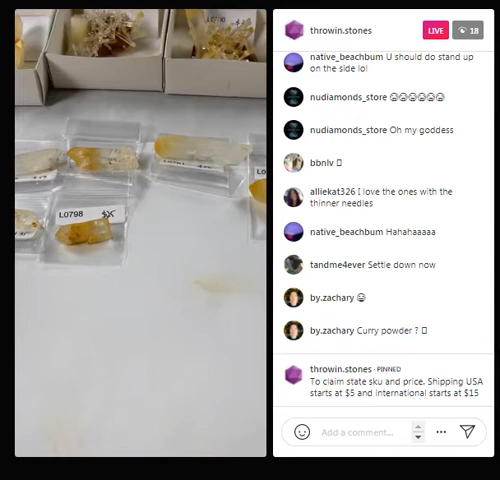 L0798
throwin.stones
LIVE
18
native_beachbum U should do stand up
on the side lol
nudiamonds_store 😂😂😂😂😂😂
nudiamonds_store Oh my goddess
bbnlv
alliekat326 I love the ones with the
thinner needles
native_beachbum Hahahaaaaa
tandme4ever Settle down now
by.zachary 😂
by.zachary Curry powder ?
throwin.stones · PINNED
To claim state sku and price. Shipping USA
starts at $5 and international starts at $15
Add a comment...